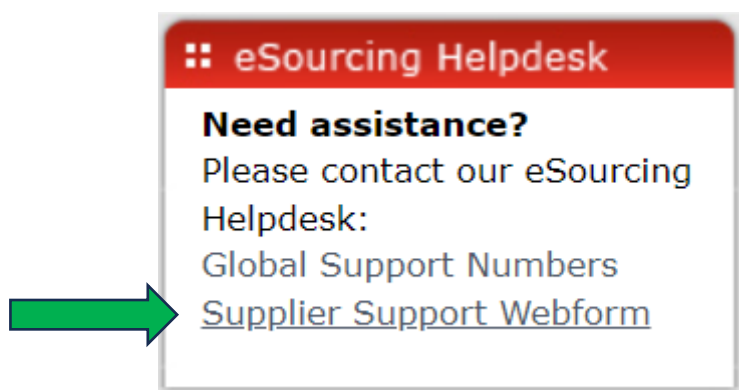 eSourcing Helpdesk
Need assistance?
Please contact our eSourcing
Helpdesk:
Global Support Numbers
Supplier Support Webform